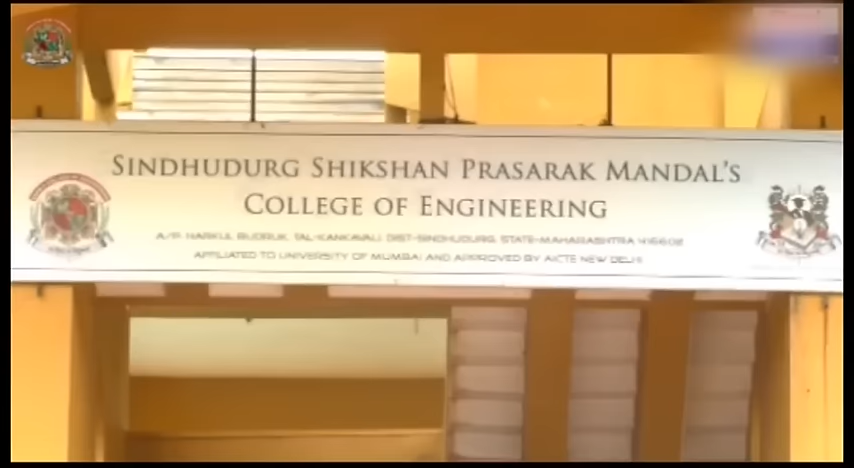 SINDHUDURG SHIKSHAN PRASARAK MANDAL'S
COLLEGE OF ENGINEERING
A/P. HARKUL BUDRUK, TAL-KANKAVALI, DIST-SINDHUDURG, STATE-MAHARASHTRA 416602
AFFILIATED TO UNIVERSITY OF MUMBAI AND APPROVED BY AICTE NEW DELHI